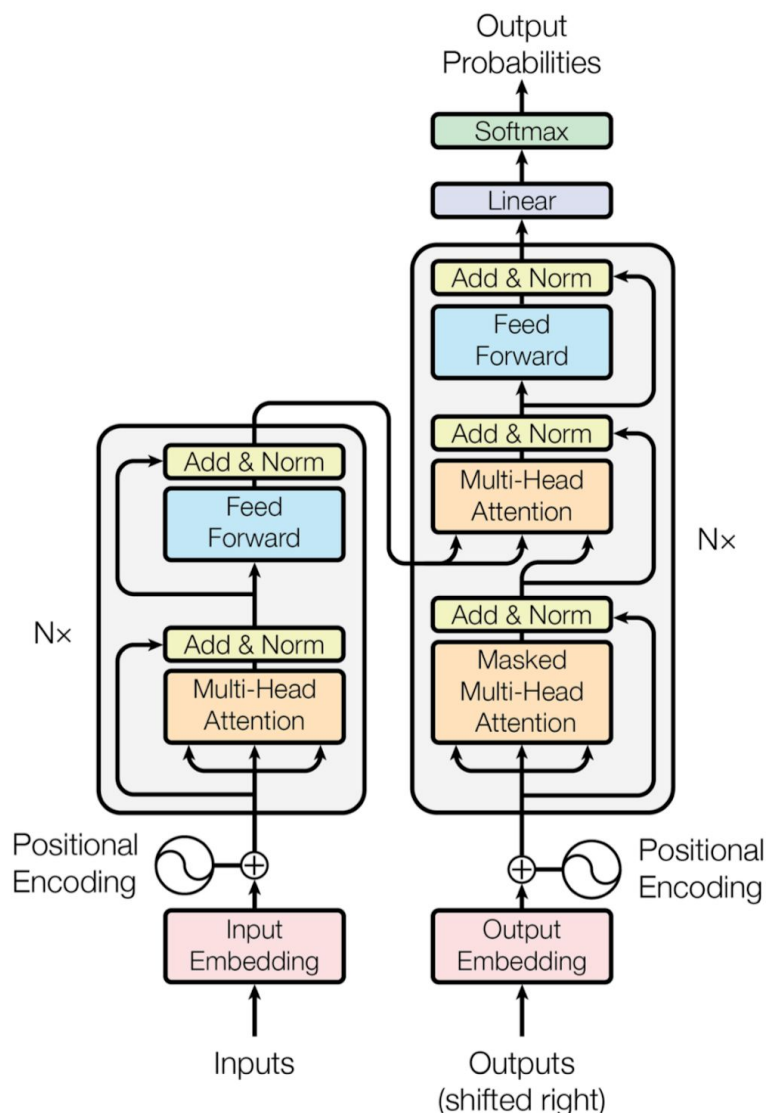 Output
Probabilities
Softmax
Linear
Add & Norm
Feed
Forward
Add & Norm
Multi-Head
Attention
Nx
Add & Norm
Masked
Multi-Head
Attention
Add & Norm
Feed
Forward
Nx
Add & Norm
Multi-Head
Attention
Positional
Encoding
Positional
Encoding
Input
Embedding
Output
Embedding
Inputs
Outputs
(shifted right)